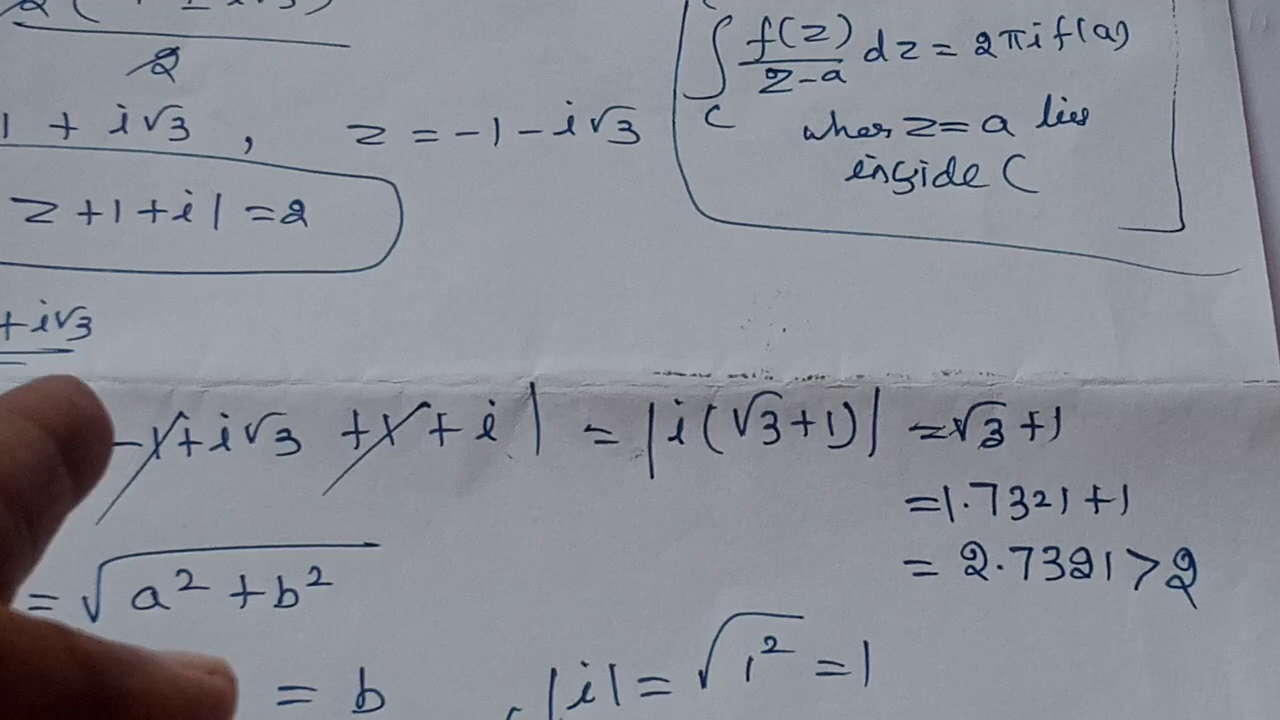 2
∫ f(z)/z-a dz = 2πi f(a)
C
1 + i√3 , z = -1 - i√3
z = a lies
inside C
z + 1 + i| = 2
+ i√3
-1 + i√3 + 1 + i| = |i(√3+1)| = √3 + 1
= 1.7321 + 1
= 2.7321 > 2
= √a² + b²
= b |i| = √1² = 1